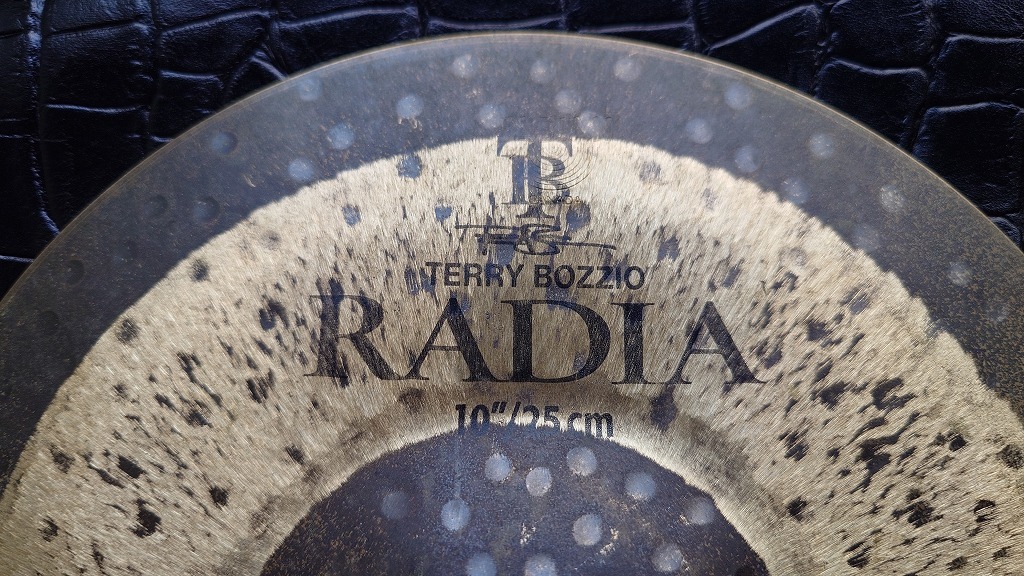 TB
TERRY BOZZIO
RADIA
10"/25 cm